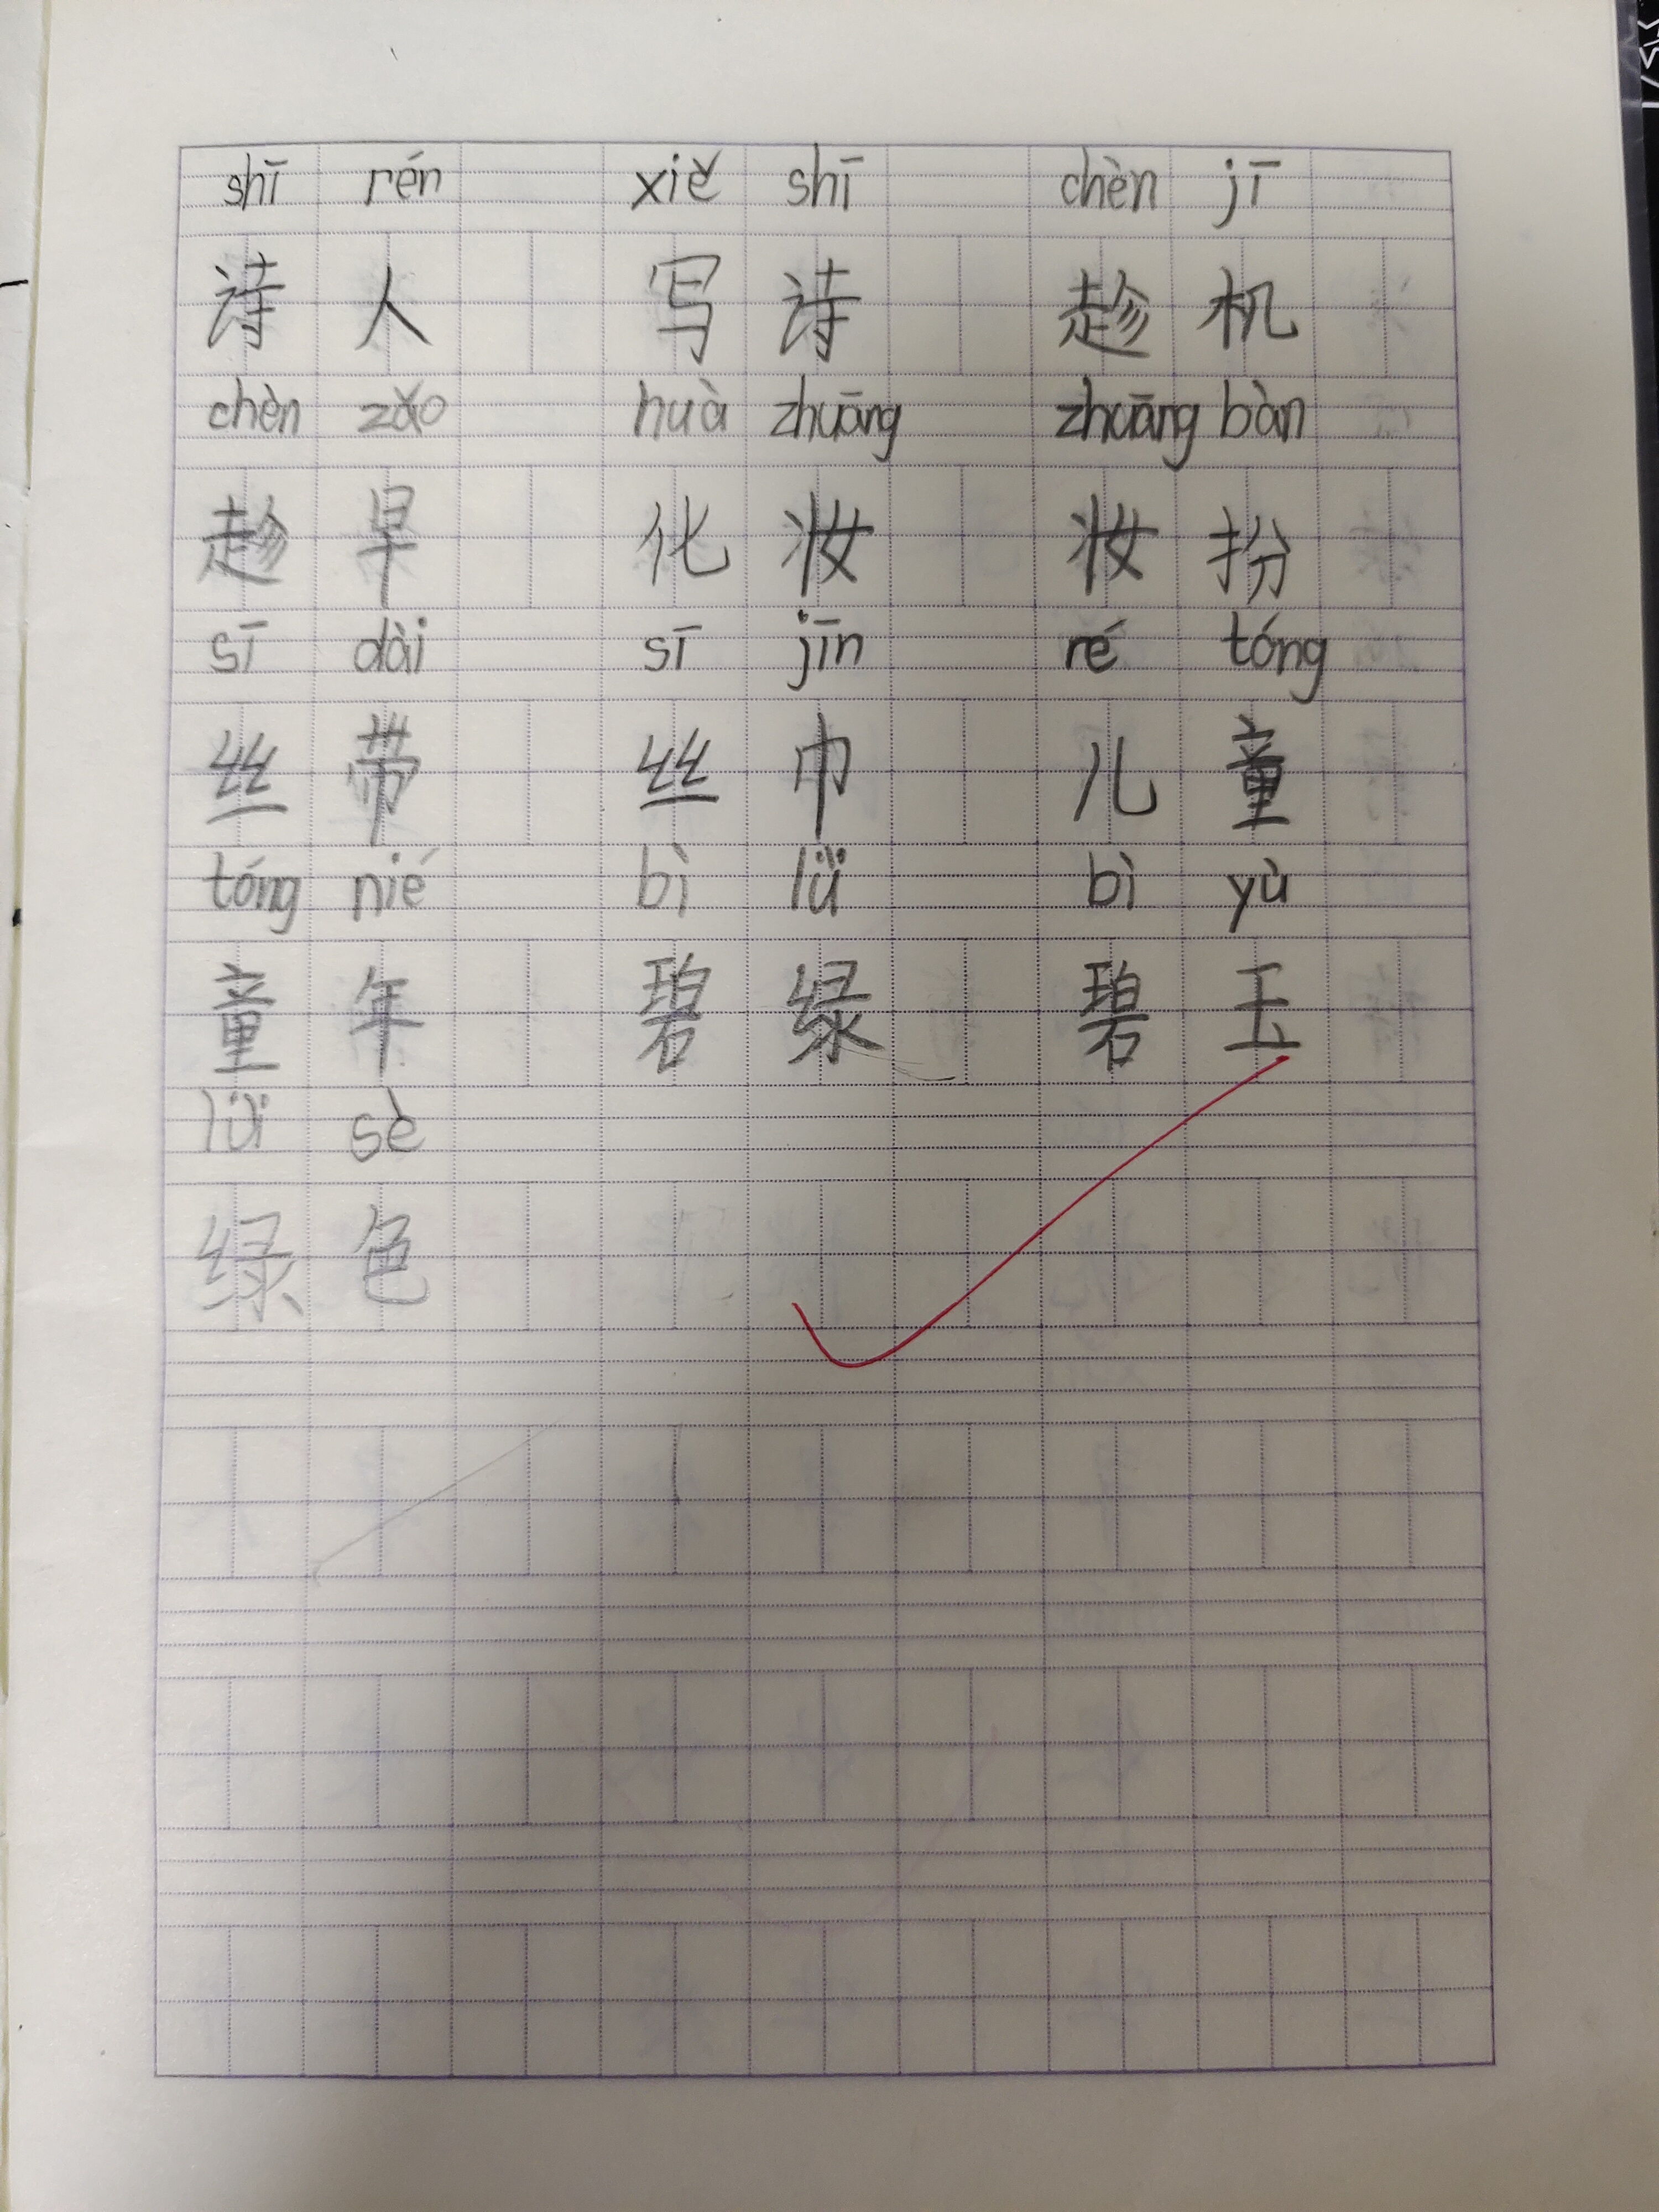 shī rén xiě shī chèn jī
诗人 写诗 趁机
chèn zǎo huà zhuāng zhuāng bàn
趁早 化妆 妆扮
sī dài sī jīn ré tóng
丝带 丝巾 儿童
tóng nié bì lǜ bì yù
童年 碧绿 碧玉
lǜ sè
绿色